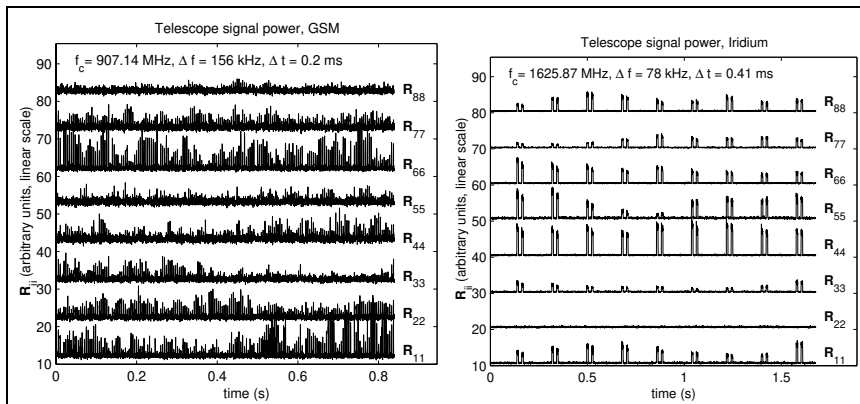 Telescope signal power, GSM
f_c= 907.14 MHz, Δ f = 156 kHz, Δ t = 0.2 ms
R_ii (arbitrary units, linear scale)
90
80
70
60
50
40
30
20
10
R_88
R_77
R_66
R_55
R_44
R_33
R_22
R_11
0 0.2 0.4 0.6 0.8
time (s)
Telescope signal power, Iridium
f_c = 1625.87 MHz, Δ f = 78 kHz, Δ t = 0.41 ms
R_ii (arbitrary units, linear scale)
90
80
70
60
50
40
30
20
10
R_88
R_77
R_66
R_55
R_44
R_33
R_22
R_11
0 0.5 1 1.5
time (s)